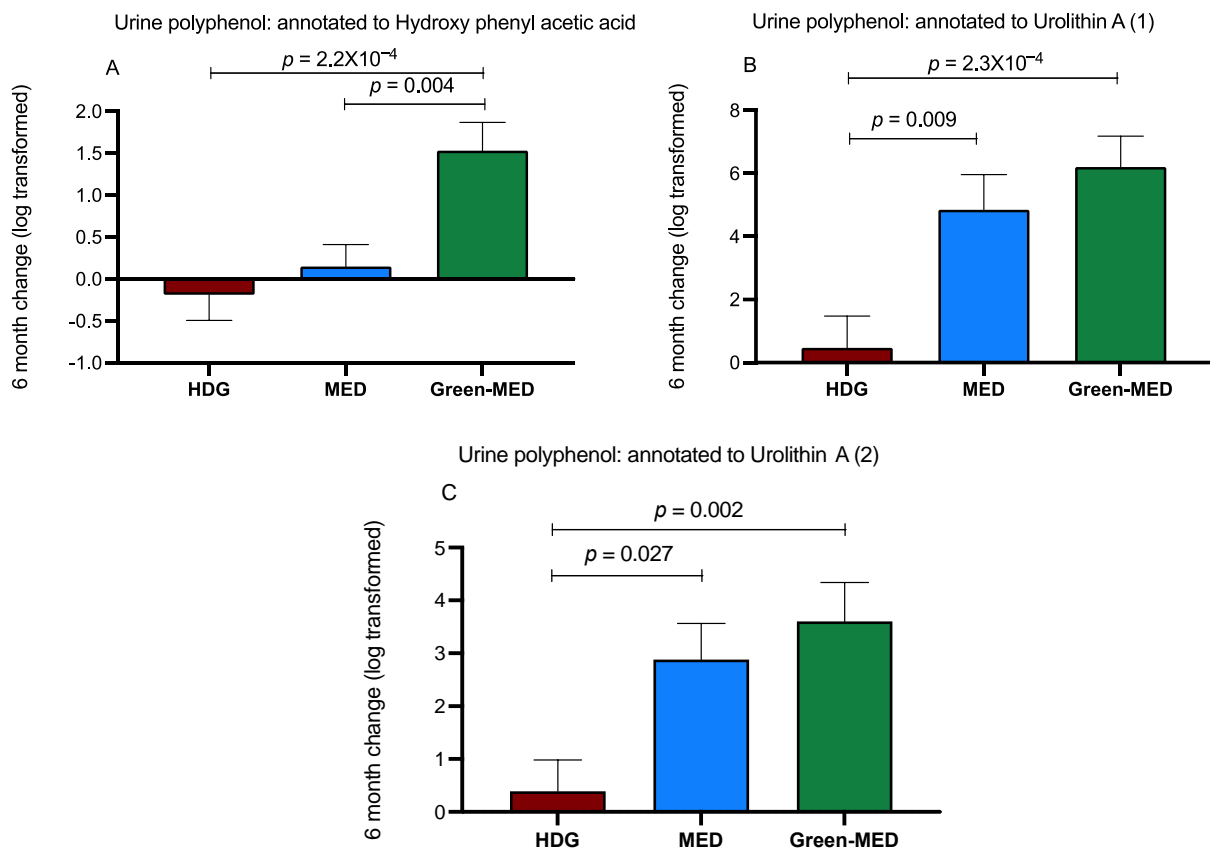 Urine polyphenol: annotated to Hydroxy phenyl acetic acid
A
p = 2.2X10⁻⁴
p = 0.004
6 month change (log transformed)
2.0
1.5
1.0
0.5
0.0
-0.5
-1.0
HDG MED Green-MED
Urine polyphenol: annotated to Urolithin A (1)
B
p = 2.3X10⁻⁴
p = 0.009
6 month change (log transformed)
8
6
4
2
0
HDG MED Green-MED
Urine polyphenol: annotated to Urolithin A (2)
C
p = 0.002
p = 0.027
6 month change (log transformed)
5
4
3
2
1
0
HDG MED Green-MED